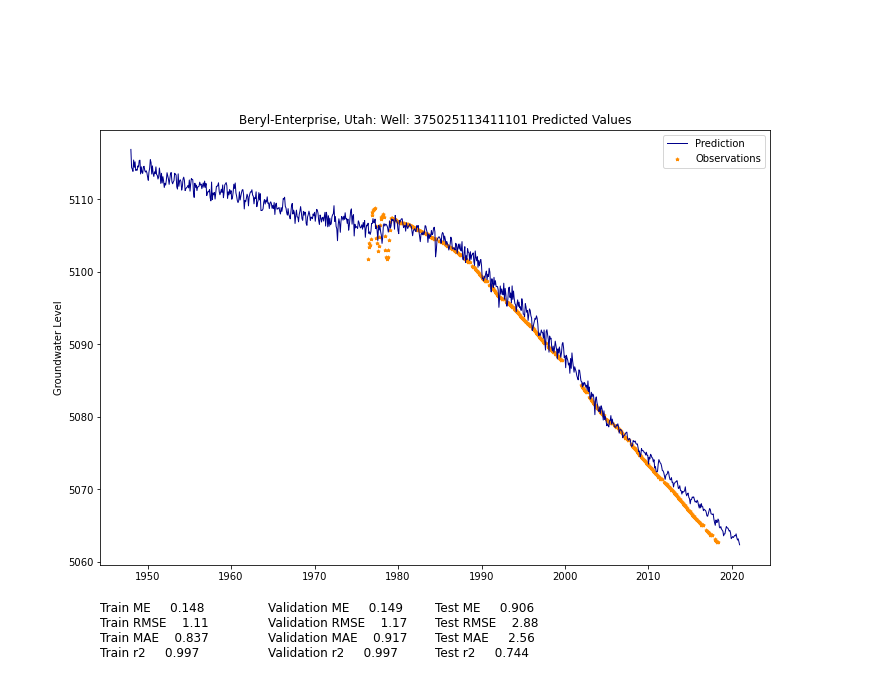 Beryl-Enterprise, Utah: Well: 375025113411101 Predicted Values
Prediction
Observations
Groundwater Level
5110
5100
5090
5080
5070
5060
1950 1960 1970 1980 1990 2000 2010 2020
Train ME 0.148 Validation ME 0.149 Test ME 0.906
Train RMSE 1.11 Validation RMSE 1.17 Test RMSE 2.88
Train MAE 0.837 Validation MAE 0.917 Test MAE 2.56
Train r2 0.997 Validation r2 0.997 Test r2 0.744